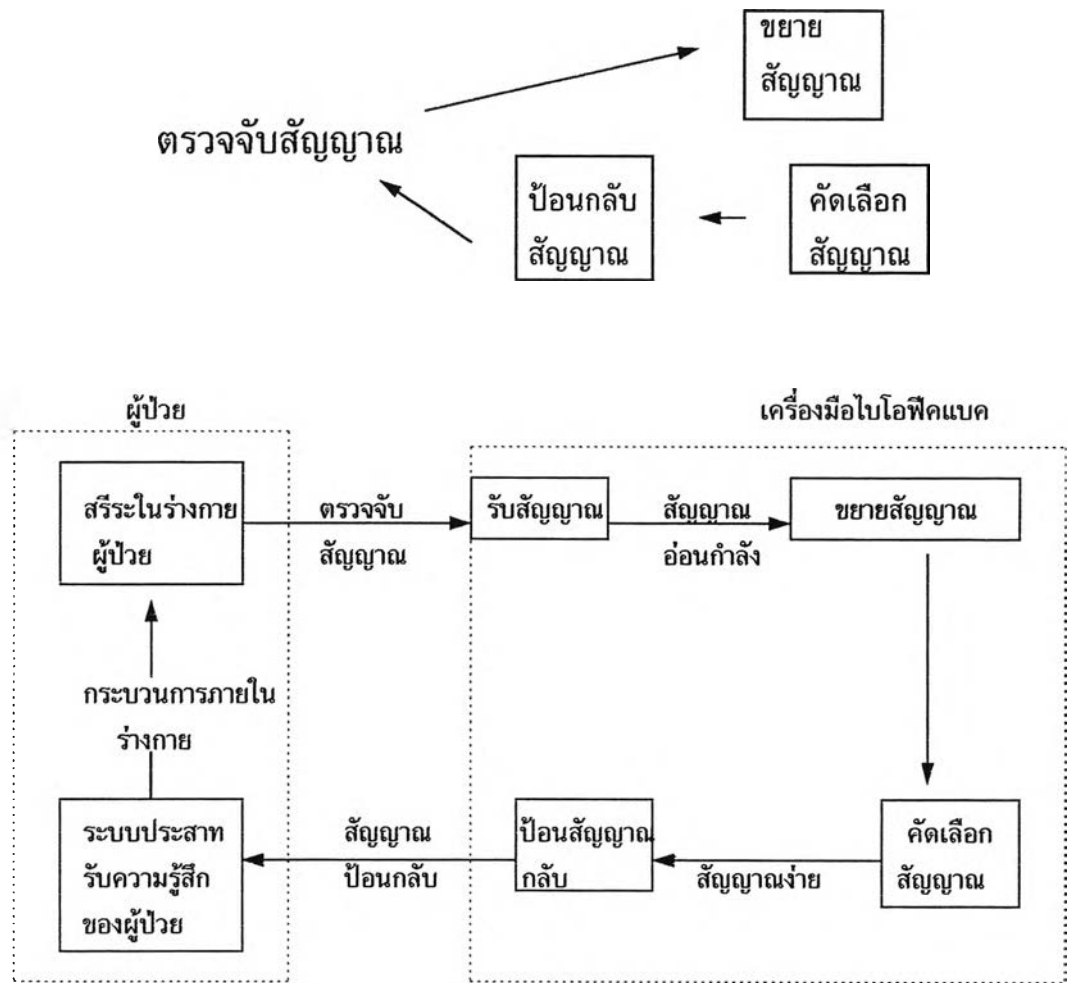 ขยาย
สัญญาณ
ตรวจจับสัญญาณ
ป้อนกลับ
สัญญาณ
คัดเลือก
สัญญาณ
ผู้ป่วย
เครื่องมือไบโอฟีดแบค
สรีระในร่างกาย
ผู้ป่วย
ตรวจจับ
สัญญาณ
รับสัญญาณ
สัญญาณ
อ่อนกำลัง
ขยายสัญญาณ
กระบวนการภายใน
ร่างกาย
ระบบประสาท
รับความรู้สึก
ของผู้ป่วย
สัญญาณ
ป้อนกลับ
ป้อนสัญญาณ
กลับ
สัญญาณง่าย
คัดเลือก
สัญญาณ